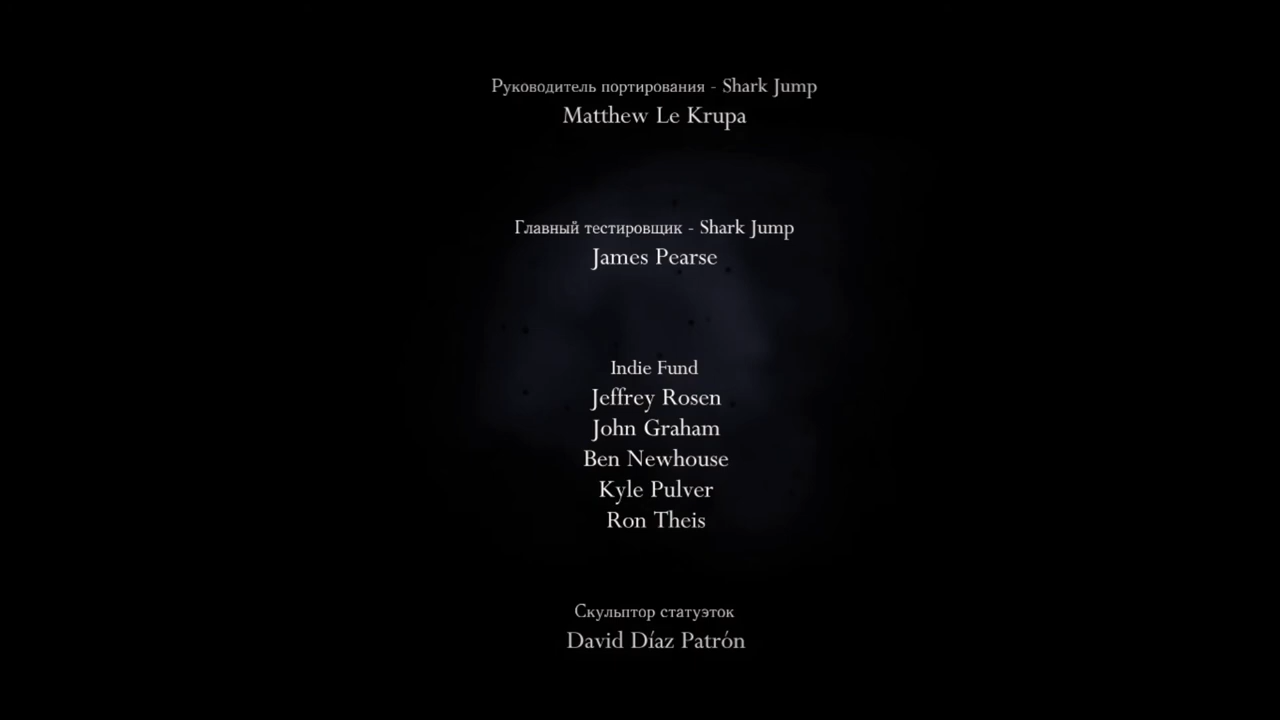 Руководитель портирования - Shark Jump
Matthew Le Krupa
Главный тестировщик - Shark Jump
James Pearse
Indie Fund
Jeffrey Rosen
John Graham
Ben Newhouse
Kyle Pulver
Ron Theis
Скульптор статуэток
David Díaz Patrón